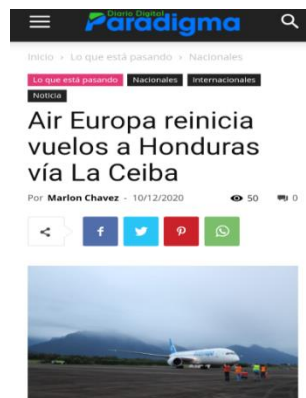 Diario Digital
Paradigma
Inicio › Lo que está pasando › Nacionales
Lo que está pasando Nacionales Internacionales
Noticia
Air Europa reinicia
vuelos a Honduras
vía La Ceiba
Por Marlon Chavez - 10/12/2020 50 0